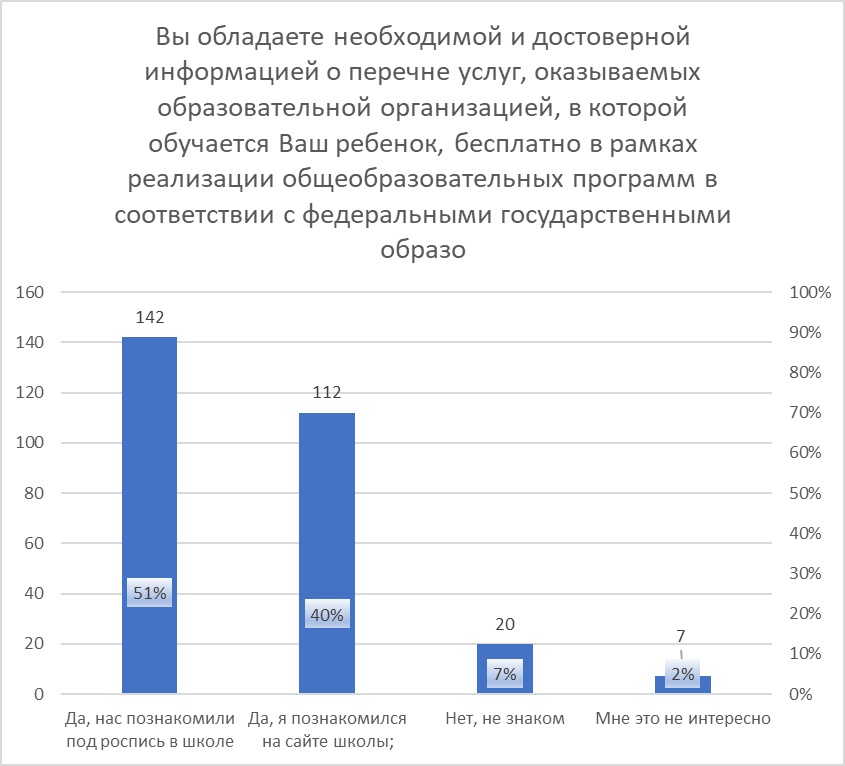 Вы обладаете необходимой и достоверной
информацией о перечне услуг, оказываемых
образовательной организацией, в которой
обучается Ваш ребенок, бесплатно в рамках
реализации общеобразовательных программ в
соответствии с федеральными государственными
образо
160
140
120
100
80
60
40
20
0
142
112
20
7
51%
40%
7%
2%
100%
90%
80%
70%
60%
50%
40%
30%
20%
10%
0%
Да, нас познакомили
под роспись в школе
Да, я познакомился
на сайте школы;
Нет, не знаком
Мне это не интересно